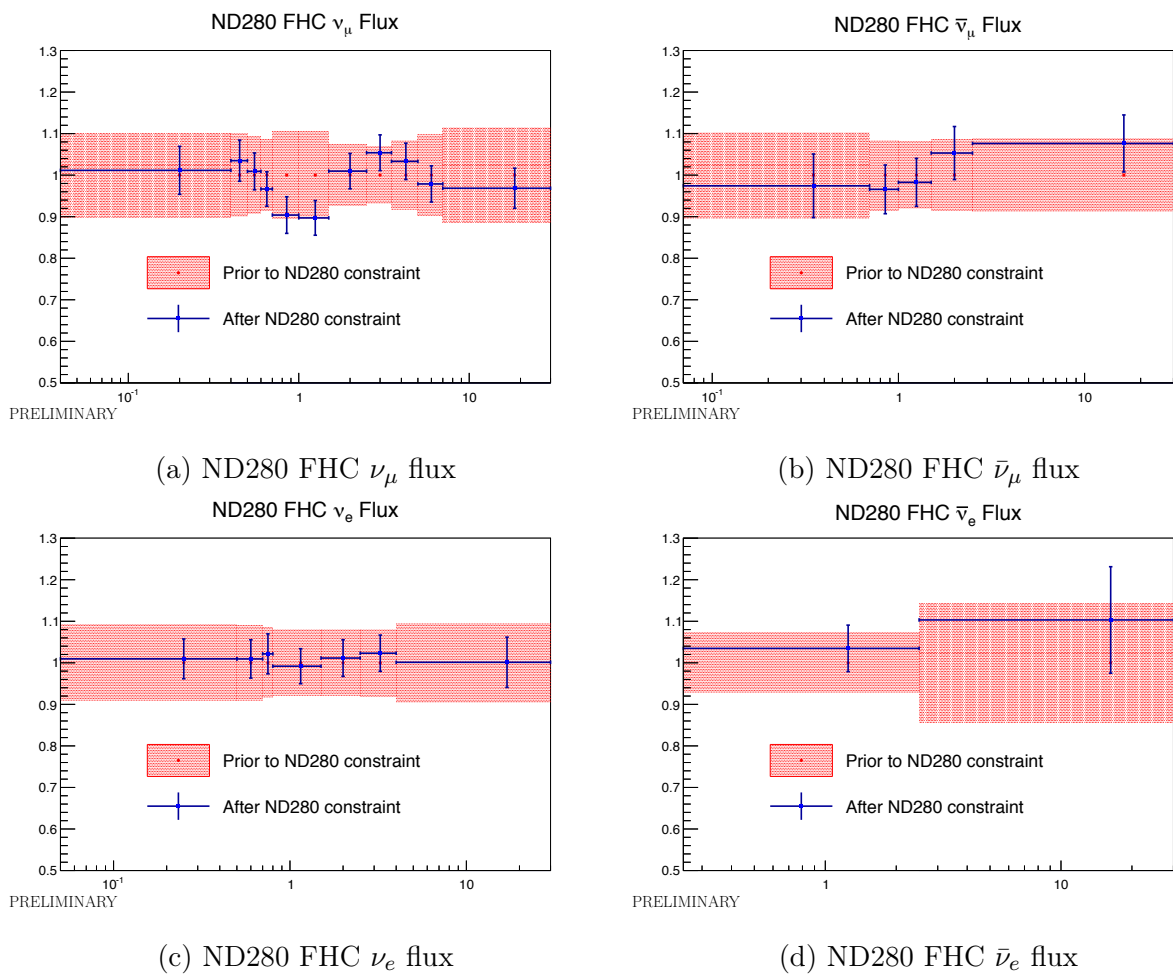 ND280 FHC ν_μ Flux
1.3
1.2
1.1
1
0.9
0.8
0.7
0.6
0.5
Prior to ND280 constraint
After ND280 constraint
10⁻¹ 1 10
PRELIMINARY
(a) ND280 FHC ν_μ flux
ND280 FHC ν̄_μ Flux
1.3
1.2
1.1
1
0.9
0.8
0.7
0.6
0.5
Prior to ND280 constraint
After ND280 constraint
10⁻¹ 1 10
PRELIMINARY
(b) ND280 FHC ν̄_μ flux
ND280 FHC ν_e Flux
1.3
1.2
1.1
1
0.9
0.8
0.7
0.6
0.5
Prior to ND280 constraint
After ND280 constraint
10⁻¹ 1 10
PRELIMINARY
(c) ND280 FHC ν_e flux
ND280 FHC ν̄_e Flux
1.3
1.2
1.1
1
0.9
0.8
0.7
0.6
0.5
Prior to ND280 constraint
After ND280 constraint
1 10
PRELIMINARY
(d) ND280 FHC ν̄_e flux